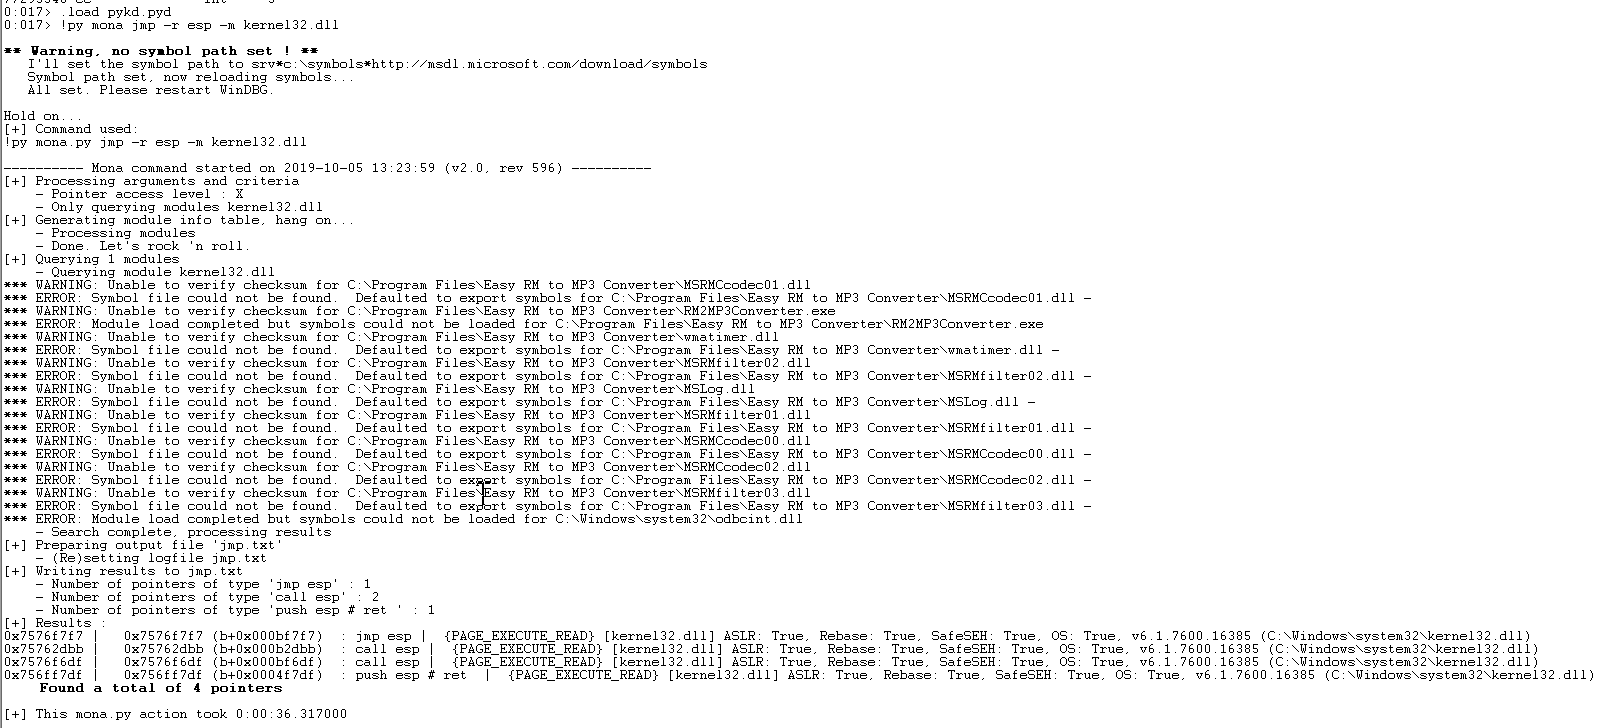 0:017> .load pykd.pyd
0:017> !py mona jmp -r esp -m kernel32.dll
** Warning, no symbol path set ! **
I'll set the symbol path to srv*c:\symbols*http://msdl.microsoft.com/download/symbols
Symbol path set, now reloading symbols...
All set. Please restart WinDBG.
Hold on...
[+] Command used:
!py mona.py jmp -r esp -m kernel32.dll
---------- Mona command started on 2019-10-05 13:23:59 (v2.0, rev 596) ----------
[+] Processing arguments and criteria
- Pointer access level : X
- Only querying modules kernel32.dll
[+] Generating module info table, hang on...
- Processing modules
- Done. Let's rock 'n roll.
[+] Querying 1 modules
- Querying module kernel32.dll
*** WARNING: Unable to verify checksum for C:\Program Files\Easy RM to MP3 Converter\MSRMCcodec01.dll
*** ERROR: Symbol file could not be found.  Defaulted to export symbols for C:\Program Files\Easy RM to MP3 Converter\MSRMCcodec01.dll -
*** WARNING: Unable to verify checksum for C:\Program Files\Easy RM to MP3 Converter\RM2MP3Converter.exe
*** ERROR: Module load completed but symbols could not be loaded for C:\Program Files\Easy RM to MP3 Converter\RM2MP3Converter.exe
*** WARNING: Unable to verify checksum for C:\Program Files\Easy RM to MP3 Converter\wmatimer.dll
*** ERROR: Symbol file could not be found.  Defaulted to export symbols for C:\Program Files\Easy RM to MP3 Converter\wmatimer.dll -
*** WARNING: Unable to verify checksum for C:\Program Files\Easy RM to MP3 Converter\MSRMfilter02.dll
*** ERROR: Symbol file could not be found.  Defaulted to export symbols for C:\Program Files\Easy RM to MP3 Converter\MSRMfilter02.dll -
*** WARNING: Unable to verify checksum for C:\Program Files\Easy RM to MP3 Converter\MSLog.dll
*** ERROR: Symbol file could not be found.  Defaulted to export symbols for C:\Program Files\Easy RM to MP3 Converter\MSLog.dll -
*** WARNING: Unable to verify checksum for C:\Program Files\Easy RM to MP3 Converter\MSRMfilter01.dll
*** ERROR: Symbol file could not be found.  Defaulted to export symbols for C:\Program Files\Easy RM to MP3 Converter\MSRMfilter01.dll -
*** WARNING: Unable to verify checksum for C:\Program Files\Easy RM to MP3 Converter\MSRMCcodec00.dll
*** ERROR: Symbol file could not be found.  Defaulted to export symbols for C:\Program Files\Easy RM to MP3 Converter\MSRMCcodec00.dll -
*** WARNING: Unable to verify checksum for C:\Program Files\Easy RM to MP3 Converter\MSRMCcodec02.dll
*** ERROR: Symbol file could not be found.  Defaulted to export symbols for C:\Program Files\Easy RM to MP3 Converter\MSRMCcodec02.dll -
*** WARNING: Unable to verify checksum for C:\Program Files\Easy RM to MP3 Converter\MSRMfilter03.dll
*** ERROR: Symbol file could not be found.  Defaulted to export symbols for C:\Program Files\Easy RM to MP3 Converter\MSRMfilter03.dll -
*** ERROR: Module load completed but symbols could not be loaded for C:\Windows\system32\odbcint.dll
- Search complete, processing results
[+] Preparing output file 'jmp.txt'
- (Re)setting logfile jmp.txt
[+] Writing results to jmp.txt
- Number of pointers of type 'jmp esp' : 1
- Number of pointers of type 'call esp' : 2
- Number of pointers of type 'push esp # ret ' : 1
[+] Results :
0x7576f7f7 |   0x7576f7f7 (b+0x000bf7f7)  : jmp esp |  {PAGE_EXECUTE_READ} [kernel32.dll] ASLR: True, Rebase: True, SafeSEH: True, OS: True, v6.1.7600.16385 (C:\Windows\system32\kernel32.dll)
0x75762dbb |   0x75762dbb (b+0x000b2dbb)  : call esp |  {PAGE_EXECUTE_READ} [kernel32.dll] ASLR: True, Rebase: True, SafeSEH: True, OS: True, v6.1.7600.16385 (C:\Windows\system32\kernel32.dll)
0x7576f6df |   0x7576f6df (b+0x000bf6df)  : call esp |  {PAGE_EXECUTE_READ} [kernel32.dll] ASLR: True, Rebase: True, SafeSEH: True, OS: True, v6.1.7600.16385 (C:\Windows\system32\kernel32.dll)
0x756ff7df |   0x756ff7df (b+0x0004f7df)  : push esp # ret  |  {PAGE_EXECUTE_READ} [kernel32.dll] ASLR: True, Rebase: True, SafeSEH: True, OS: True, v6.1.7600.16385 (C:\Windows\system32\kernel32.dll)
Found a total of 4 pointers
[+] This mona.py action took 0:00:36.317000